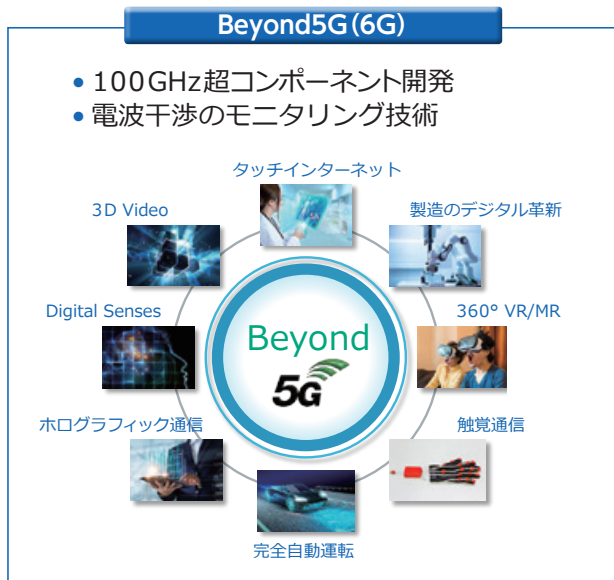 Beyond5G(6G)
• 100GHz超コンポーネント開発
• 電波干渉のモニタリング技術
タッチインターネット
3D Video
製造のデジタル革新
Digital Senses
360° VR/MR
Beyond
5G
ホログラフィック通信
触覚通信
完全自動運転